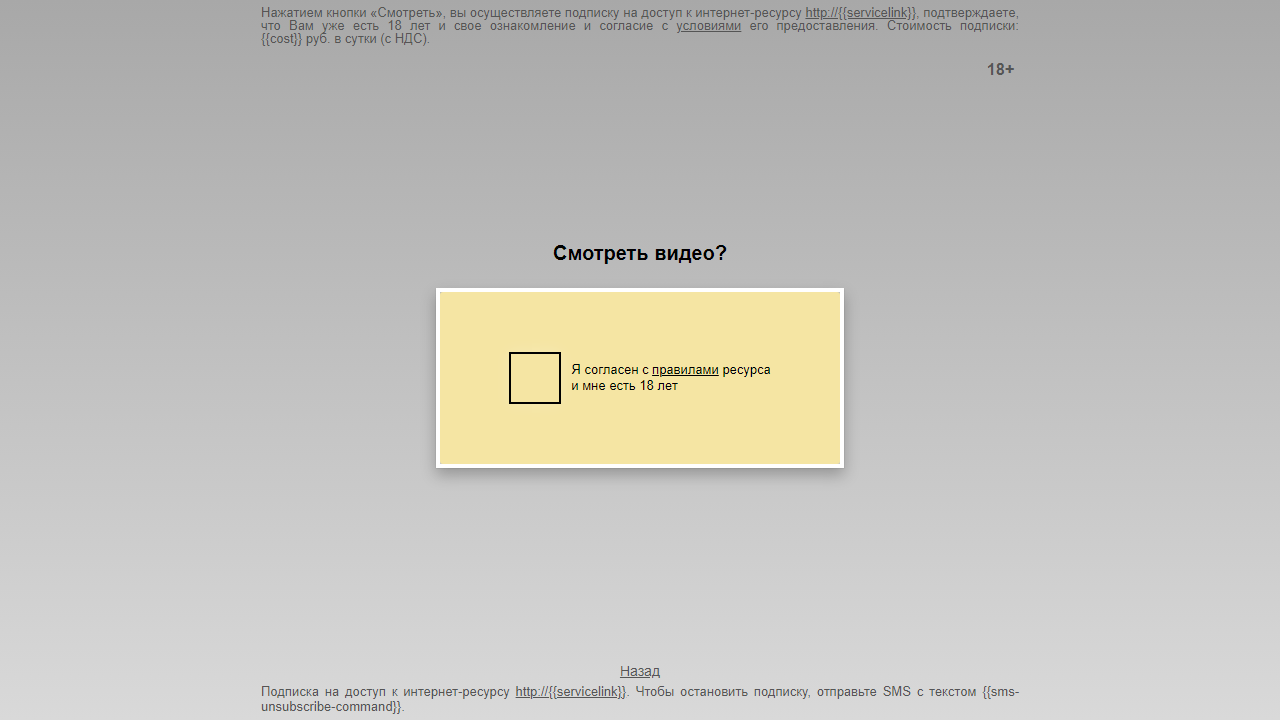 Нажатием кнопки «Смотреть», вы осуществляете подписку на доступ к интернет-ресурсу http://{{servicelink}}, подтверждаете,
что Вам уже есть 18 лет и свое ознакомление и согласие с условиями его предоставления. Стоимость подписки:
{{cost}} руб. в сутки (с НДС).
18+
Смотреть видео?
Я согласен с правилами ресурса
и мне есть 18 лет
Назад
Подписка на доступ к интернет-ресурсу http://{{servicelink}}. Чтобы остановить подписку, отправьте SMS с текстом {{sms-
unsubscribe-command}}.